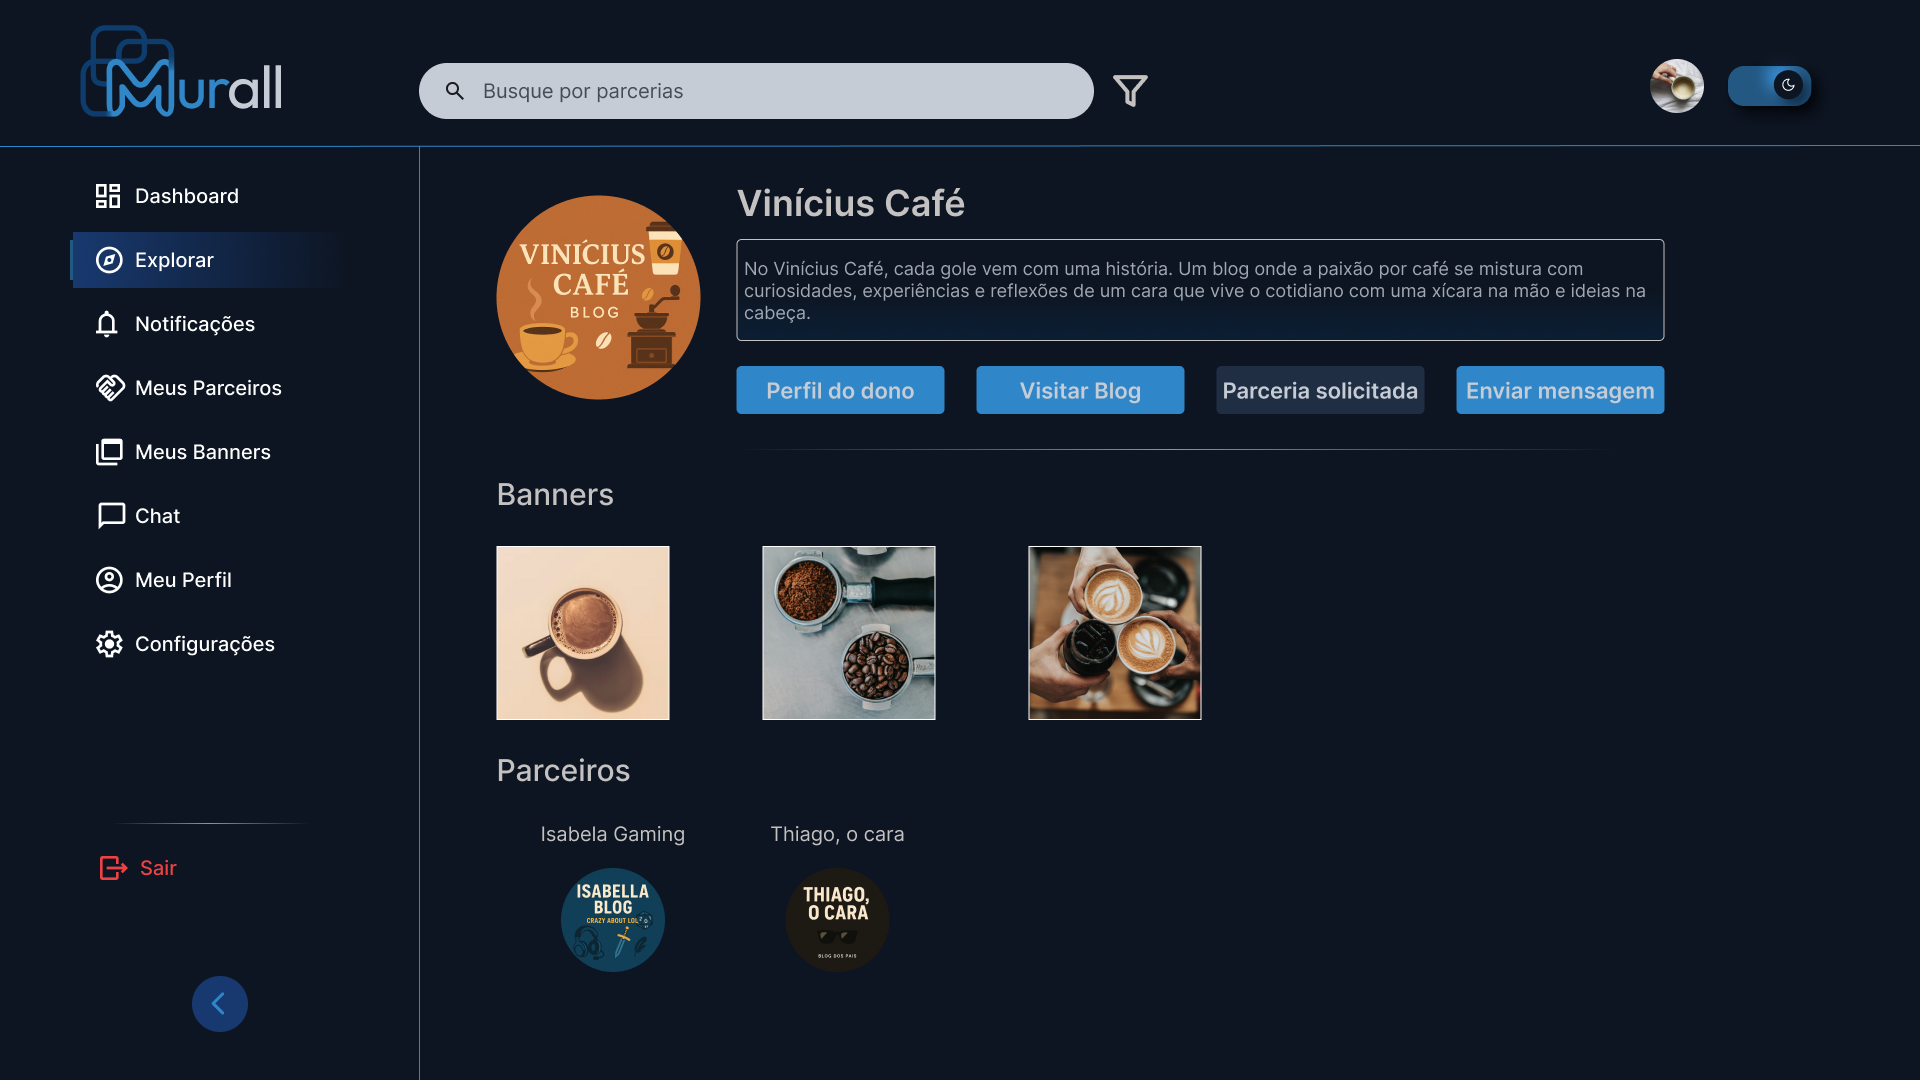 Murall
Busque por parcerias
Dashboard
Explorar
Notificações
Meus Parceiros
Meus Banners
Chat
Meu Perfil
Configurações
Sair
VINÍCIUS
CAFÉ
BLOG
Vinícius Café
No Vinícius Café, cada gole vem com uma história. Um blog onde a paixão por café se mistura com
curiosidades, experiências e reflexões de um cara que vive o cotidiano com uma xícara na mão e ideias na
cabeça.
Perfil do dono
Visitar Blog
Parceria solicitada
Enviar mensagem
Banners
Parceiros
Isabela Gaming
Thiago, o cara
ISABELLA
BLOG
CRAZY ABOUT LOL
THIAGO,
O CARA
BLOG DOS PAIS